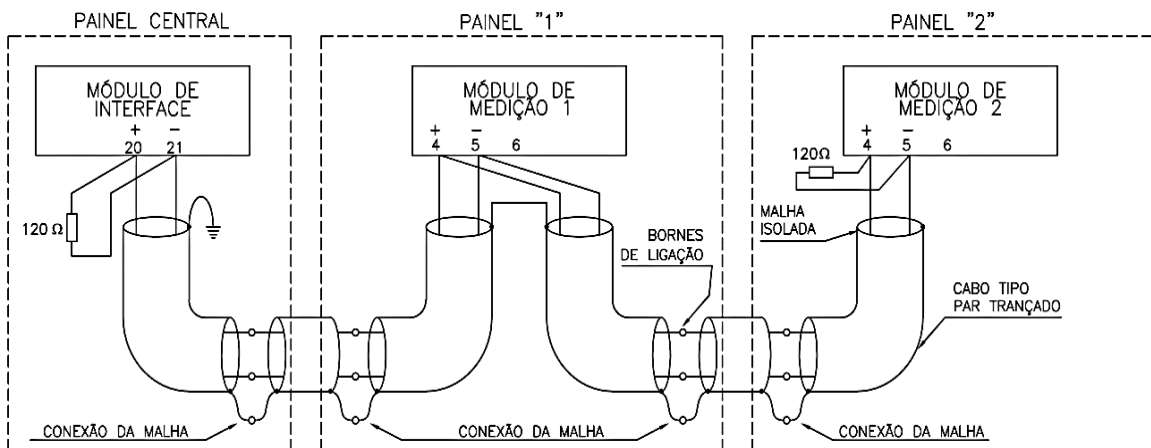 PAINEL CENTRAL
MÓDULO DE
INTERFACE
+ −
20 21
120 Ω
CONEXÃO DA MALHA
PAINEL "1"
MÓDULO DE
MEDIÇÃO 1
+ −
4 5 6
BORNES
DE LIGAÇÃO
CONEXÃO DA MALHA
PAINEL "2"
MÓDULO DE
MEDIÇÃO 2
+ −
4 5 6
120Ω
MALHA
ISOLADA
CABO TIPO
PAR TRANÇADO
CONEXÃO DA MALHA